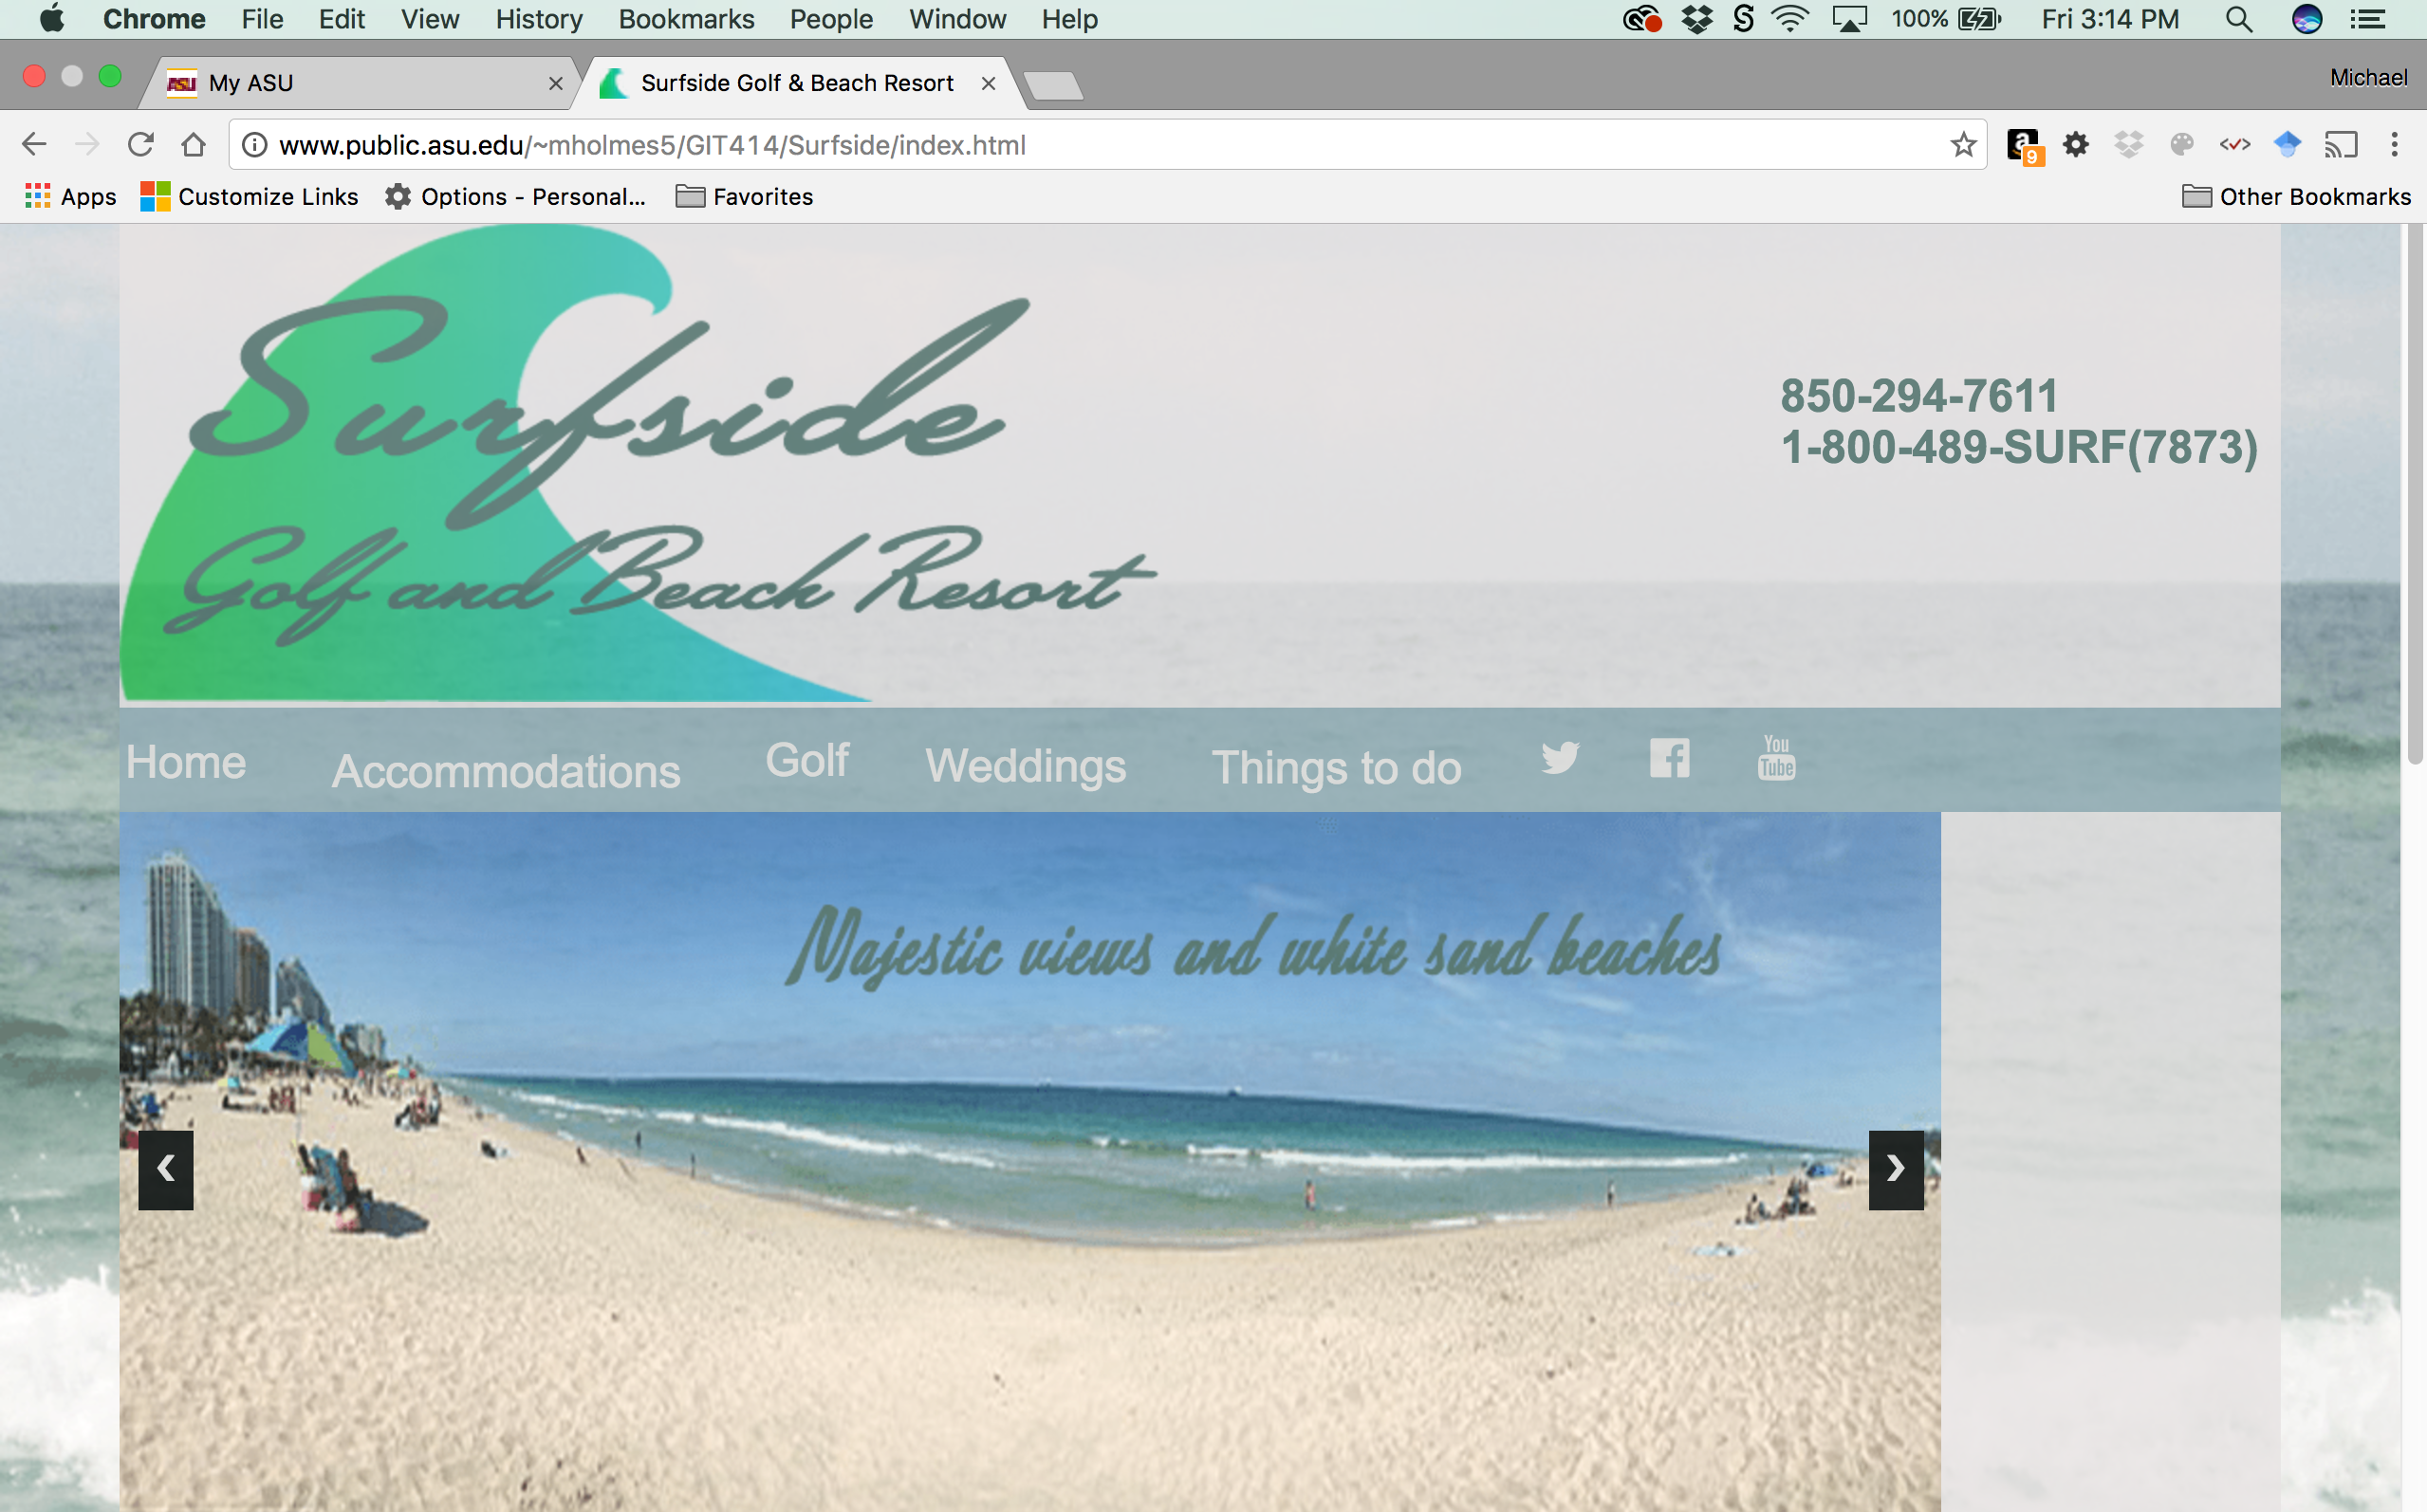 Chrome File Edit View History Bookmarks People Window Help 100% Fri 3:14 PM
My ASU Surfside Golf & Beach Resort Michael
www.public.asu.edu/~mholmes5/GIT414/Surfside/index.html 9
Apps Customize Links Options - Personal... Favorites Other Bookmarks
Surfside
Golf and Beach Resort
850-294-7611
1-800-489-SURF(7873)
Home Accommodations Golf Weddings Things to do You Tube
Majestic views and white sand beaches